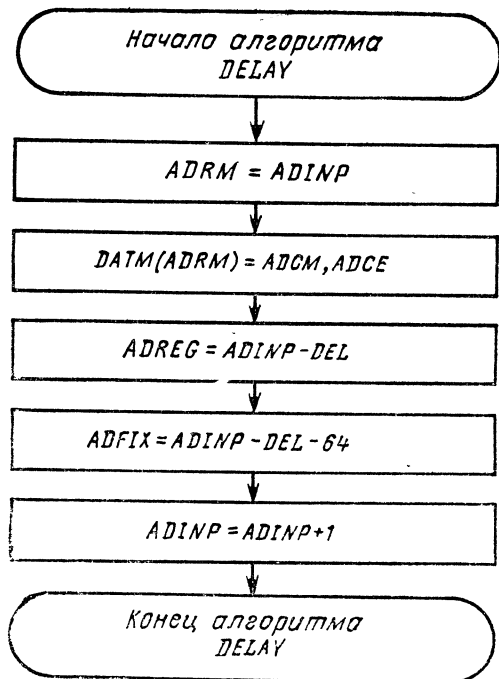 Начало алгоритма
DELAY
ADRM = ADINP
DATM(ADRM) = ADCM, ADCE
ADREG = ADINP-DEL
ADFIX = ADINP-DEL-64
ADINP = ADINP+1
Конец алгоритма
DELAY